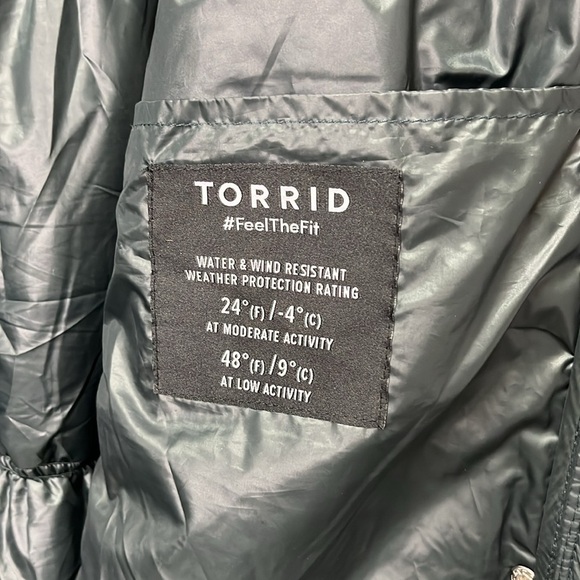 TORRID
#FeelTheFit
WATER & WIND RESISTANT
WEATHER PROTECTION RATING
24°(F) /-4°(C)
AT MODERATE ACTIVITY
48°(F) /9°(C)
AT LOW ACTIVITY